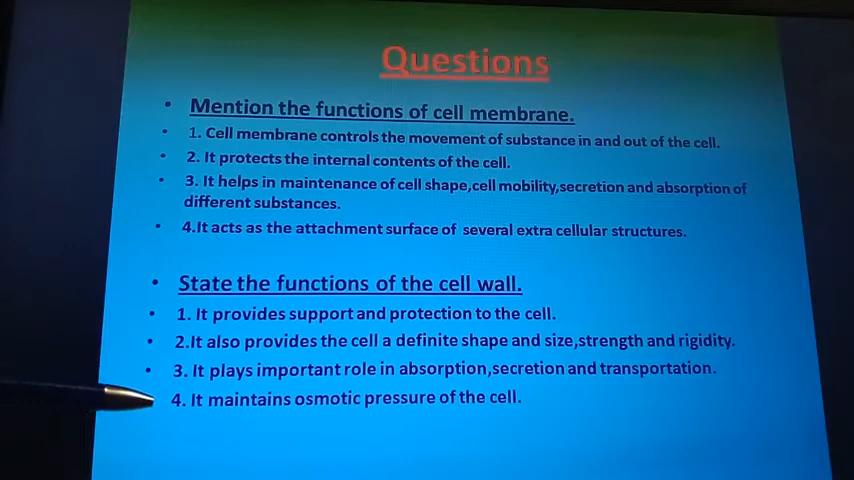 Questions
• Mention the functions of cell membrane.
• 1. Cell membrane controls the movement of substance in and out of the cell.
• 2. It protects the internal contents of the cell.
• 3. It helps in maintenance of cell shape,cell mobility,secretion and absorption of
different substances.
• 4.It acts as the attachment surface of several extra cellular structures.
• State the functions of the cell wall.
• 1. It provides support and protection to the cell.
• 2.It also provides the cell a definite shape and size,strength and rigidity.
• 3. It plays important role in absorption,secretion and transportation.
4. It maintains osmotic pressure of the cell.